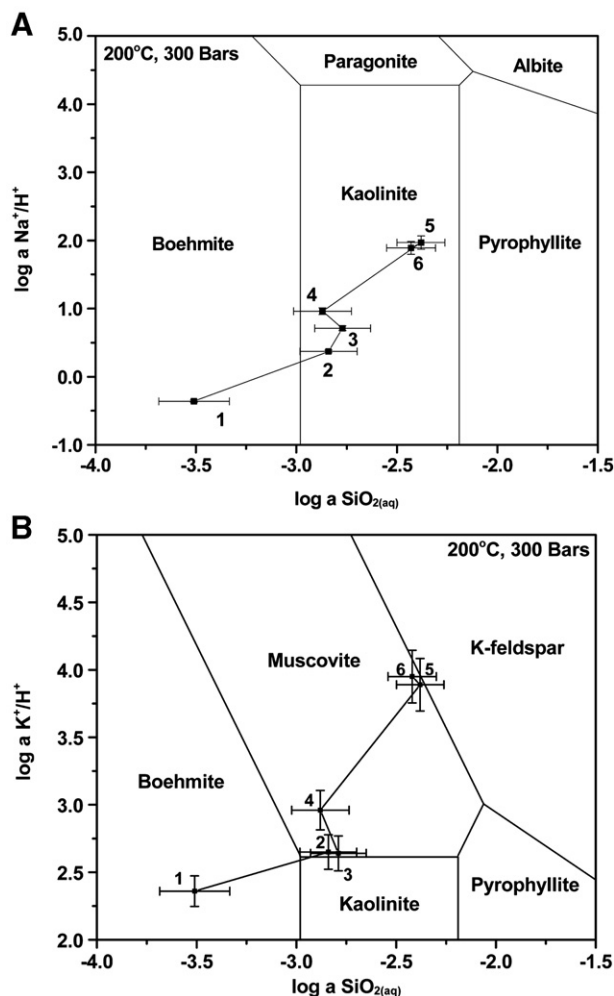 A
200°C, 300 Bars
Paragonite
Albite
Kaolinite
Boehmite
Pyrophyllite
5
6
4
3
2
1
log a Na⁺/H⁺
5.0
4.0
3.0
2.0
1.0
0.0
-1.0
-4.0 -3.5 -3.0 -2.5 -2.0 -1.5
log a SiO₂(aq)
B
200°C, 300 Bars
Muscovite
K-feldspar
Boehmite
Kaolinite
Pyrophyllite
6 5
4
2
3
1
log a K⁺/H⁺
5.0
4.5
4.0
3.5
3.0
2.5
2.0
-4.0 -3.5 -3.0 -2.5 -2.0 -1.5
log a SiO₂(aq)